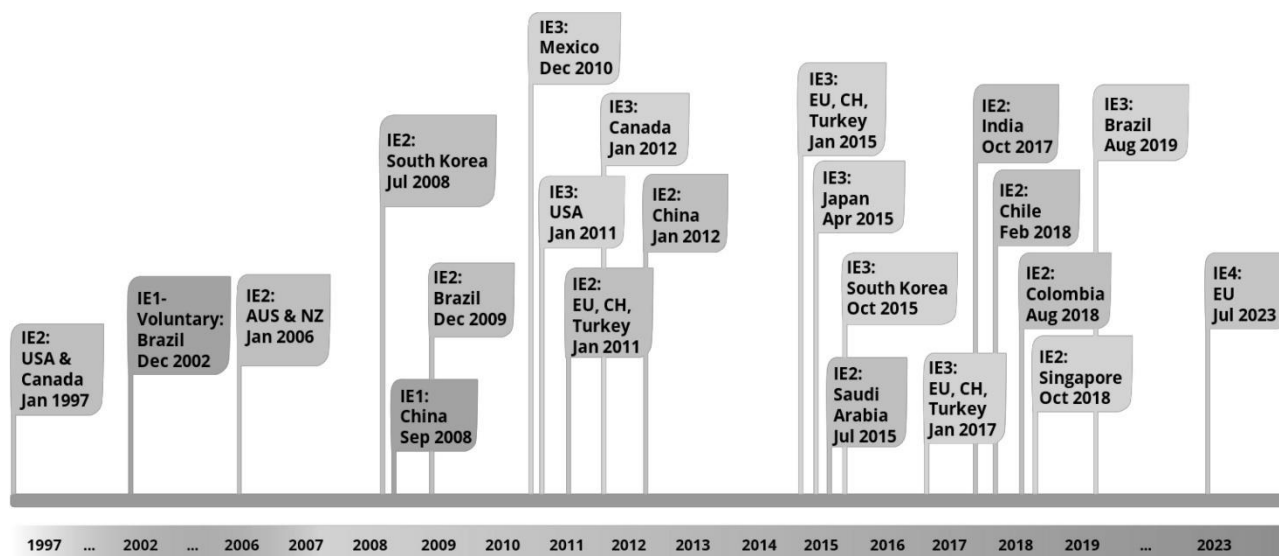 IE2:
USA &
Canada
Jan 1997
IE1-
Voluntary:
Brazil
Dec 2002
IE2:
AUS & NZ
Jan 2006
IE2:
South Korea
Jul 2008
IE1:
China
Sep 2008
IE2:
Brazil
Dec 2009
IE3:
Mexico
Dec 2010
IE3:
USA
Jan 2011
IE2:
EU, CH,
Turkey
Jan 2011
IE3:
Canada
Jan 2012
IE2:
China
Jan 2012
IE3:
EU, CH,
Turkey
Jan 2015
IE3:
Japan
Apr 2015
IE2:
Saudi
Arabia
Jul 2015
IE3:
South Korea
Oct 2015
IE3:
EU, CH,
Turkey
Jan 2017
IE2:
India
Oct 2017
IE2:
Chile
Feb 2018
IE2:
Colombia
Aug 2018
IE2:
Singapore
Oct 2018
IE3:
Brazil
Aug 2019
IE4:
EU
Jul 2023
1997 ... 2002 ... 2006 2007 2008 2009 2010 2011 2012 2013 2014 2015 2016 2017 2018 2019 ... 2023